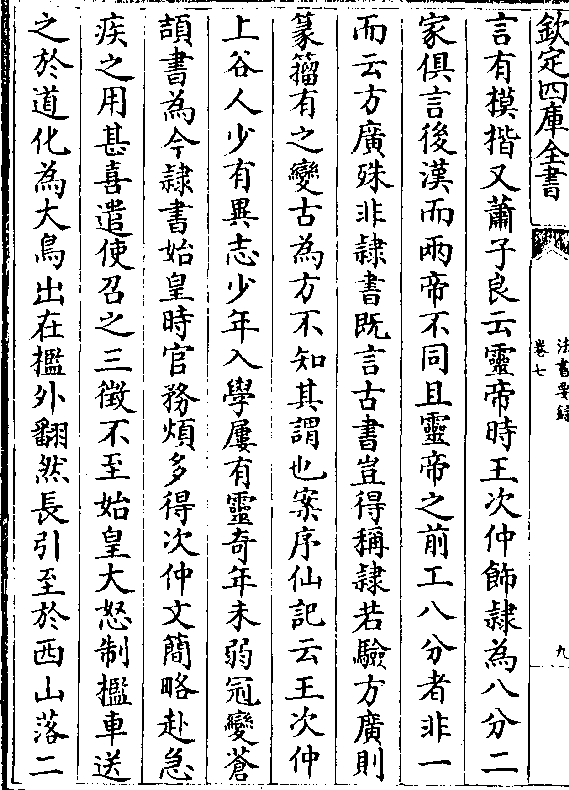 欽定四庫全書
法書要録
卷七
九
言有模揩又蕭子良云靈帝時王次仲飾隸為八分二
家俱言後漢而兩帝不同且靈帝之前工八分者非一
而云方廣殊非隸書既言古書豈得稱隸若驗方廣則
篆籀有之變古為方不知其謂也案序仙記云王次仲
上谷人少有異志少年入學屢有靈奇年未弱冠變蒼
頡書為今隸書始皇時官務煩多得次仲文簡略赴急
疾之用甚喜遣使召之三徵不至始皇大怒制檻車送
之於道化為大鳥出在檻外翻然長引至於西山落二